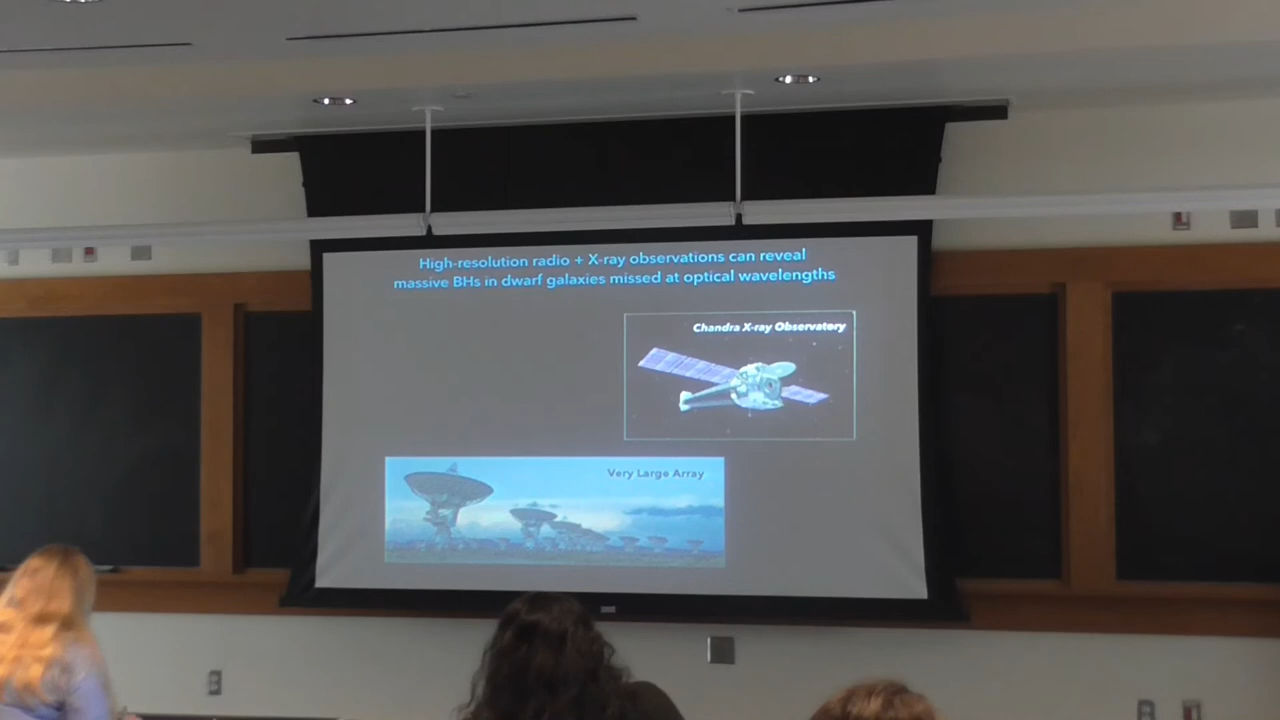 High-resolution radio + X-ray observations can reveal
massive BHs in dwarf galaxies missed at optical wavelengths
Chandra X-ray Observatory
Very Large Array